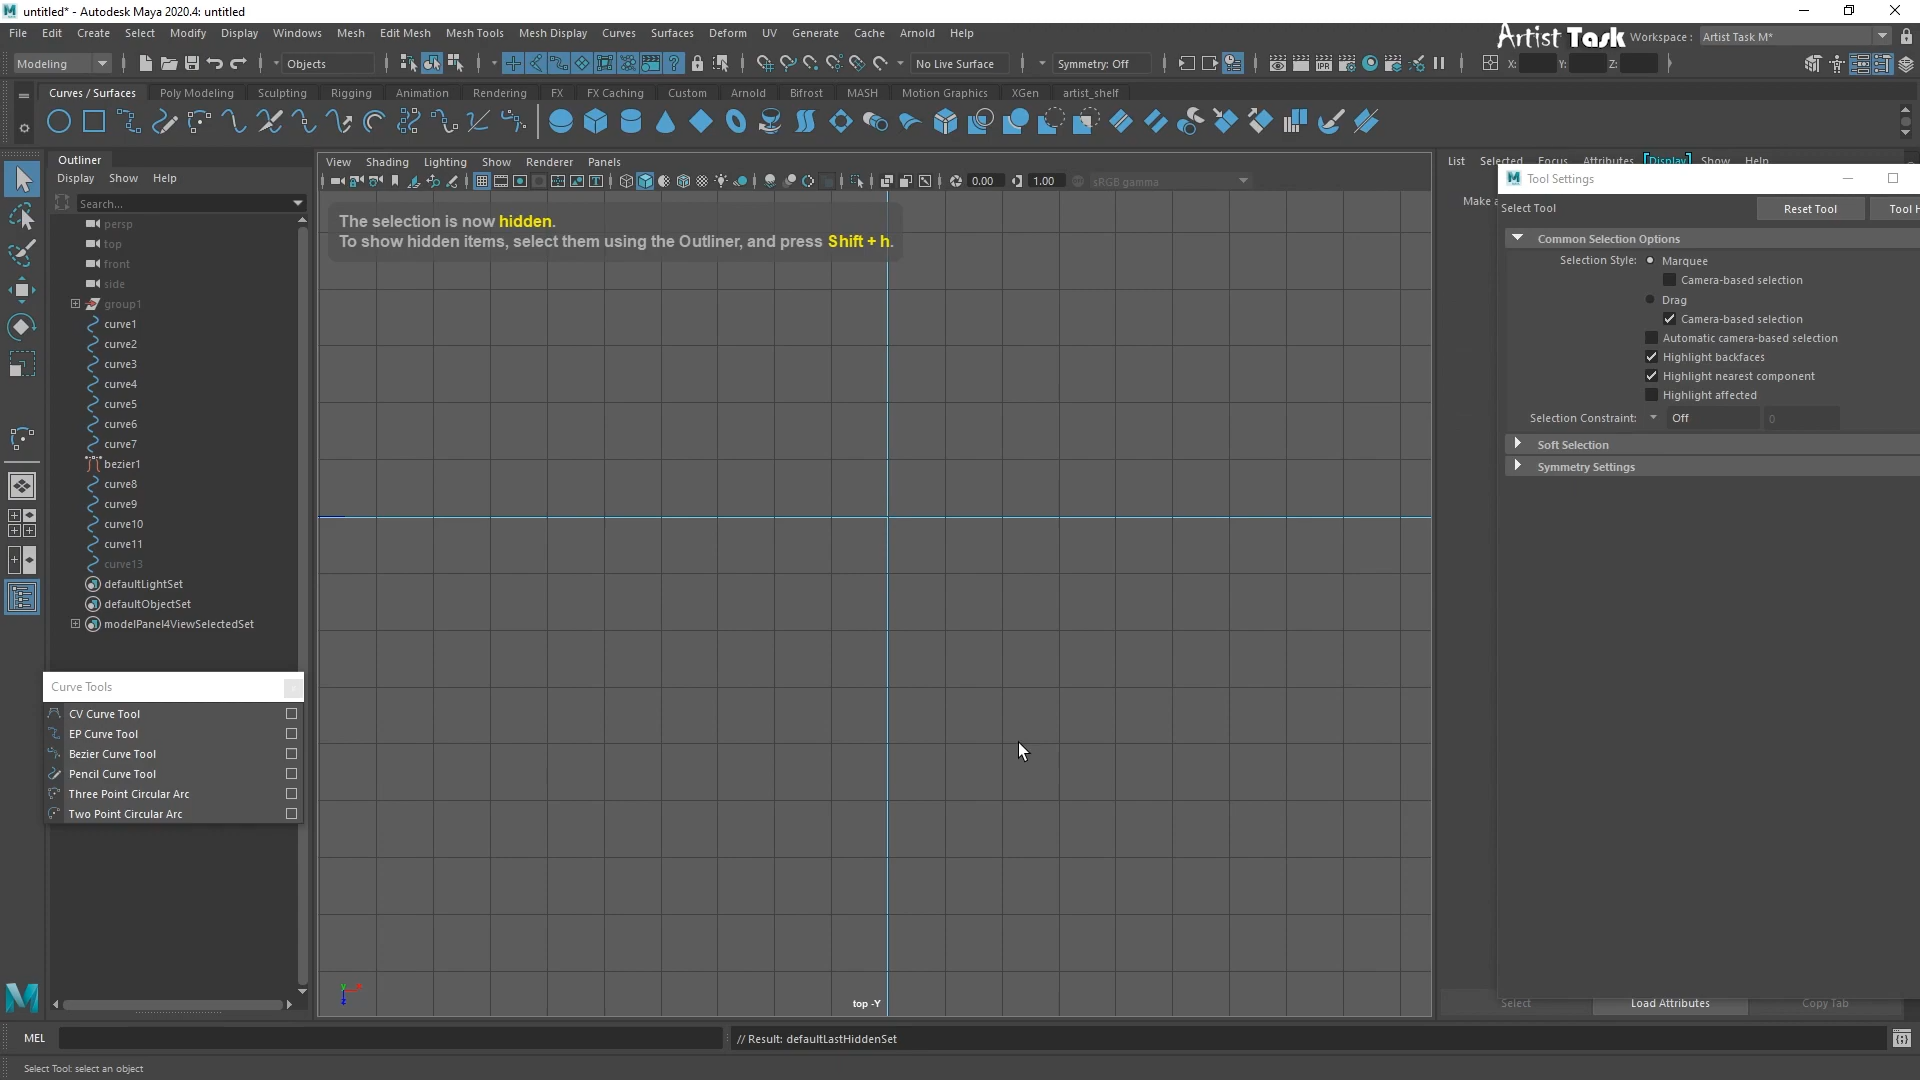 untitled* - Autodesk Maya 2020.4: untitled
File Edit Create Select Modify Display Windows Mesh Edit Mesh Mesh Tools Mesh Display Curves Surfaces Deform UV Generate Cache Arnold Help
Artist Task Workspace : Artist Task M*
Modeling Objects No Live Surface Symmetry: Off X: Y: Z:
Curves / Surfaces Poly Modeling Sculpting Rigging Animation Rendering FX FX Caching Custom Arnold Bifrost MASH Motion Graphics XGen artist_shelf
Outliner
Display Show Help
Search...
persp
top
front
side
group1
curve1
curve2
curve3
curve4
curve5
curve6
curve7
bezier1
curve8
curve9
curve10
curve11
curve13
defaultLightSet
defaultObjectSet
modelPanel4ViewSelectedSet
Curve Tools
CV Curve Tool
EP Curve Tool
Bezier Curve Tool
Pencil Curve Tool
Three Point Circular Arc
Two Point Circular Arc
View Shading Lighting Show Renderer Panels
IPR
0.00 1.00 sRGB gamma
The selection is now hidden.
To show hidden items, select them using the Outliner, and press Shift + h.
top -Y
List Selected Focus Attributes Display Show Help
Make a
Tool Settings
Select Tool Reset Tool Tool H
Common Selection Options
Selection Style: Marquee
Camera-based selection
Drag
Camera-based selection
Automatic camera-based selection
Highlight backfaces
Highlight nearest component
Highlight affected
Selection Constraint: Off 0
Soft Selection
Symmetry Settings
Select Load Attributes Copy Tab
MEL // Result: defaultLastHiddenSet
Select Tool: select an object